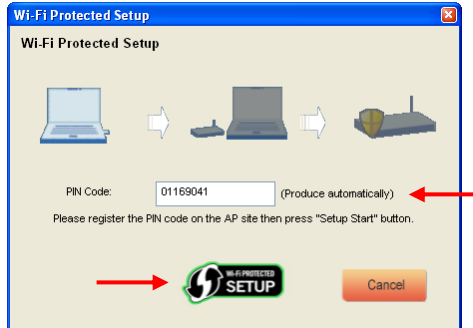 Wi-Fi Protected Setup
Wi-Fi Protected Setup
PIN Code: 01169041 (Produce automatically)
Please register the PIN code on the AP site then press "Setup Start" button.
WI-FI PROTECTED
SETUP
Cancel